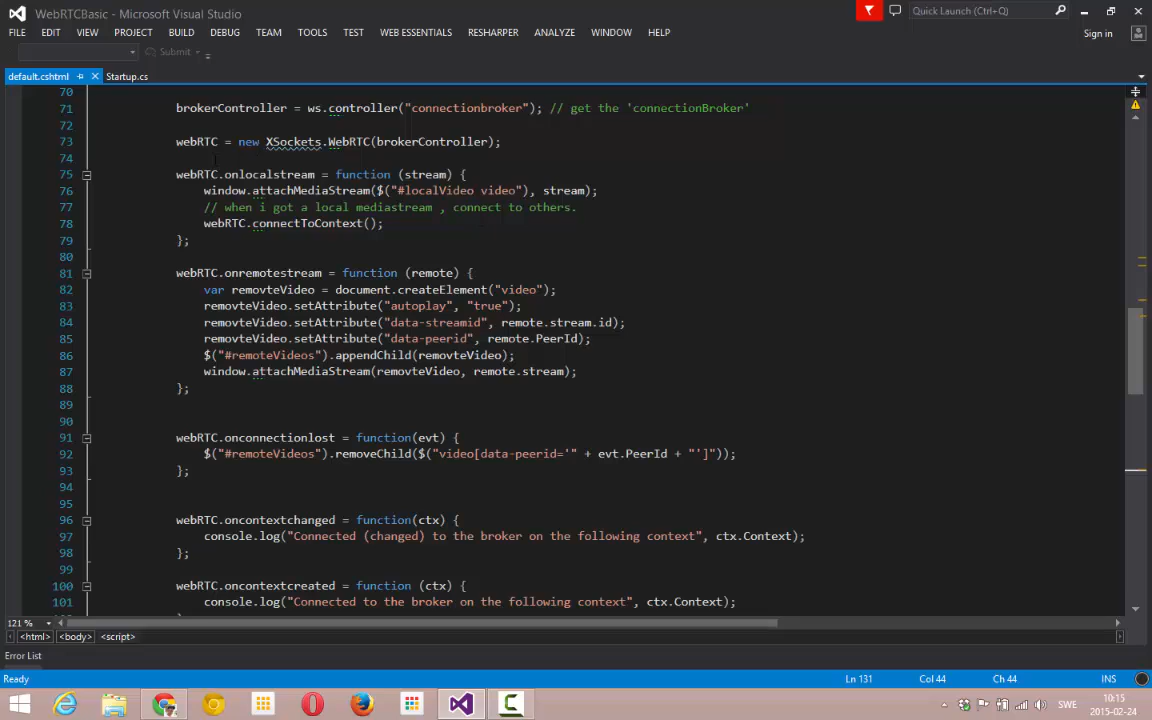 WebRTCBasic - Microsoft Visual Studio
Quick Launch (Ctrl+Q)
FILE EDIT VIEW PROJECT BUILD DEBUG TEAM TOOLS TEST WEB ESSENTIALS RESHARPER ANALYZE WINDOW HELP
Sign in
Submit
default.cshtml Startup.cs
70
71 brokerController = ws.controller("connectionbroker"); // get the 'connectionBroker'
72
73 webRTC = new XSockets.WebRTC(brokerController);
74
75 webRTC.onlocalstream = function (stream) {
76 window.attachMediaStream($("#localVideo video"), stream);
77 // when i got a local mediastream , connect to others.
78 webRTC.connectToContext();
79 };
80
81 webRTC.onremotestream = function (remote) {
82 var removteVideo = document.createElement("video");
83 removteVideo.setAttribute("autoplay", "true");
84 removteVideo.setAttribute("data-streamid", remote.stream.id);
85 removteVideo.setAttribute("data-peerid", remote.PeerId);
86 $("#remoteVideos").appendChild(removteVideo);
87 window.attachMediaStream(removteVideo, remote.stream);
88 };
89
90
91 webRTC.onconnectionlost = function(evt) {
92 $("#remoteVideos").removeChild($("video[data-peerid='" + evt.PeerId + "']"));
93 };
94
95
96 webRTC.oncontextchanged = function(ctx) {
97 console.log("Connected (changed) to the broker on the following context", ctx.Context);
98 };
99
100 webRTC.oncontextcreated = function (ctx) {
101 console.log("Connected to the broker on the following context", ctx.Context);
121 %
<html> <body> <script>
Error List
Ready Ln 131 Col 44 Ch 44 INS
SWE 10:15
2015-02-24